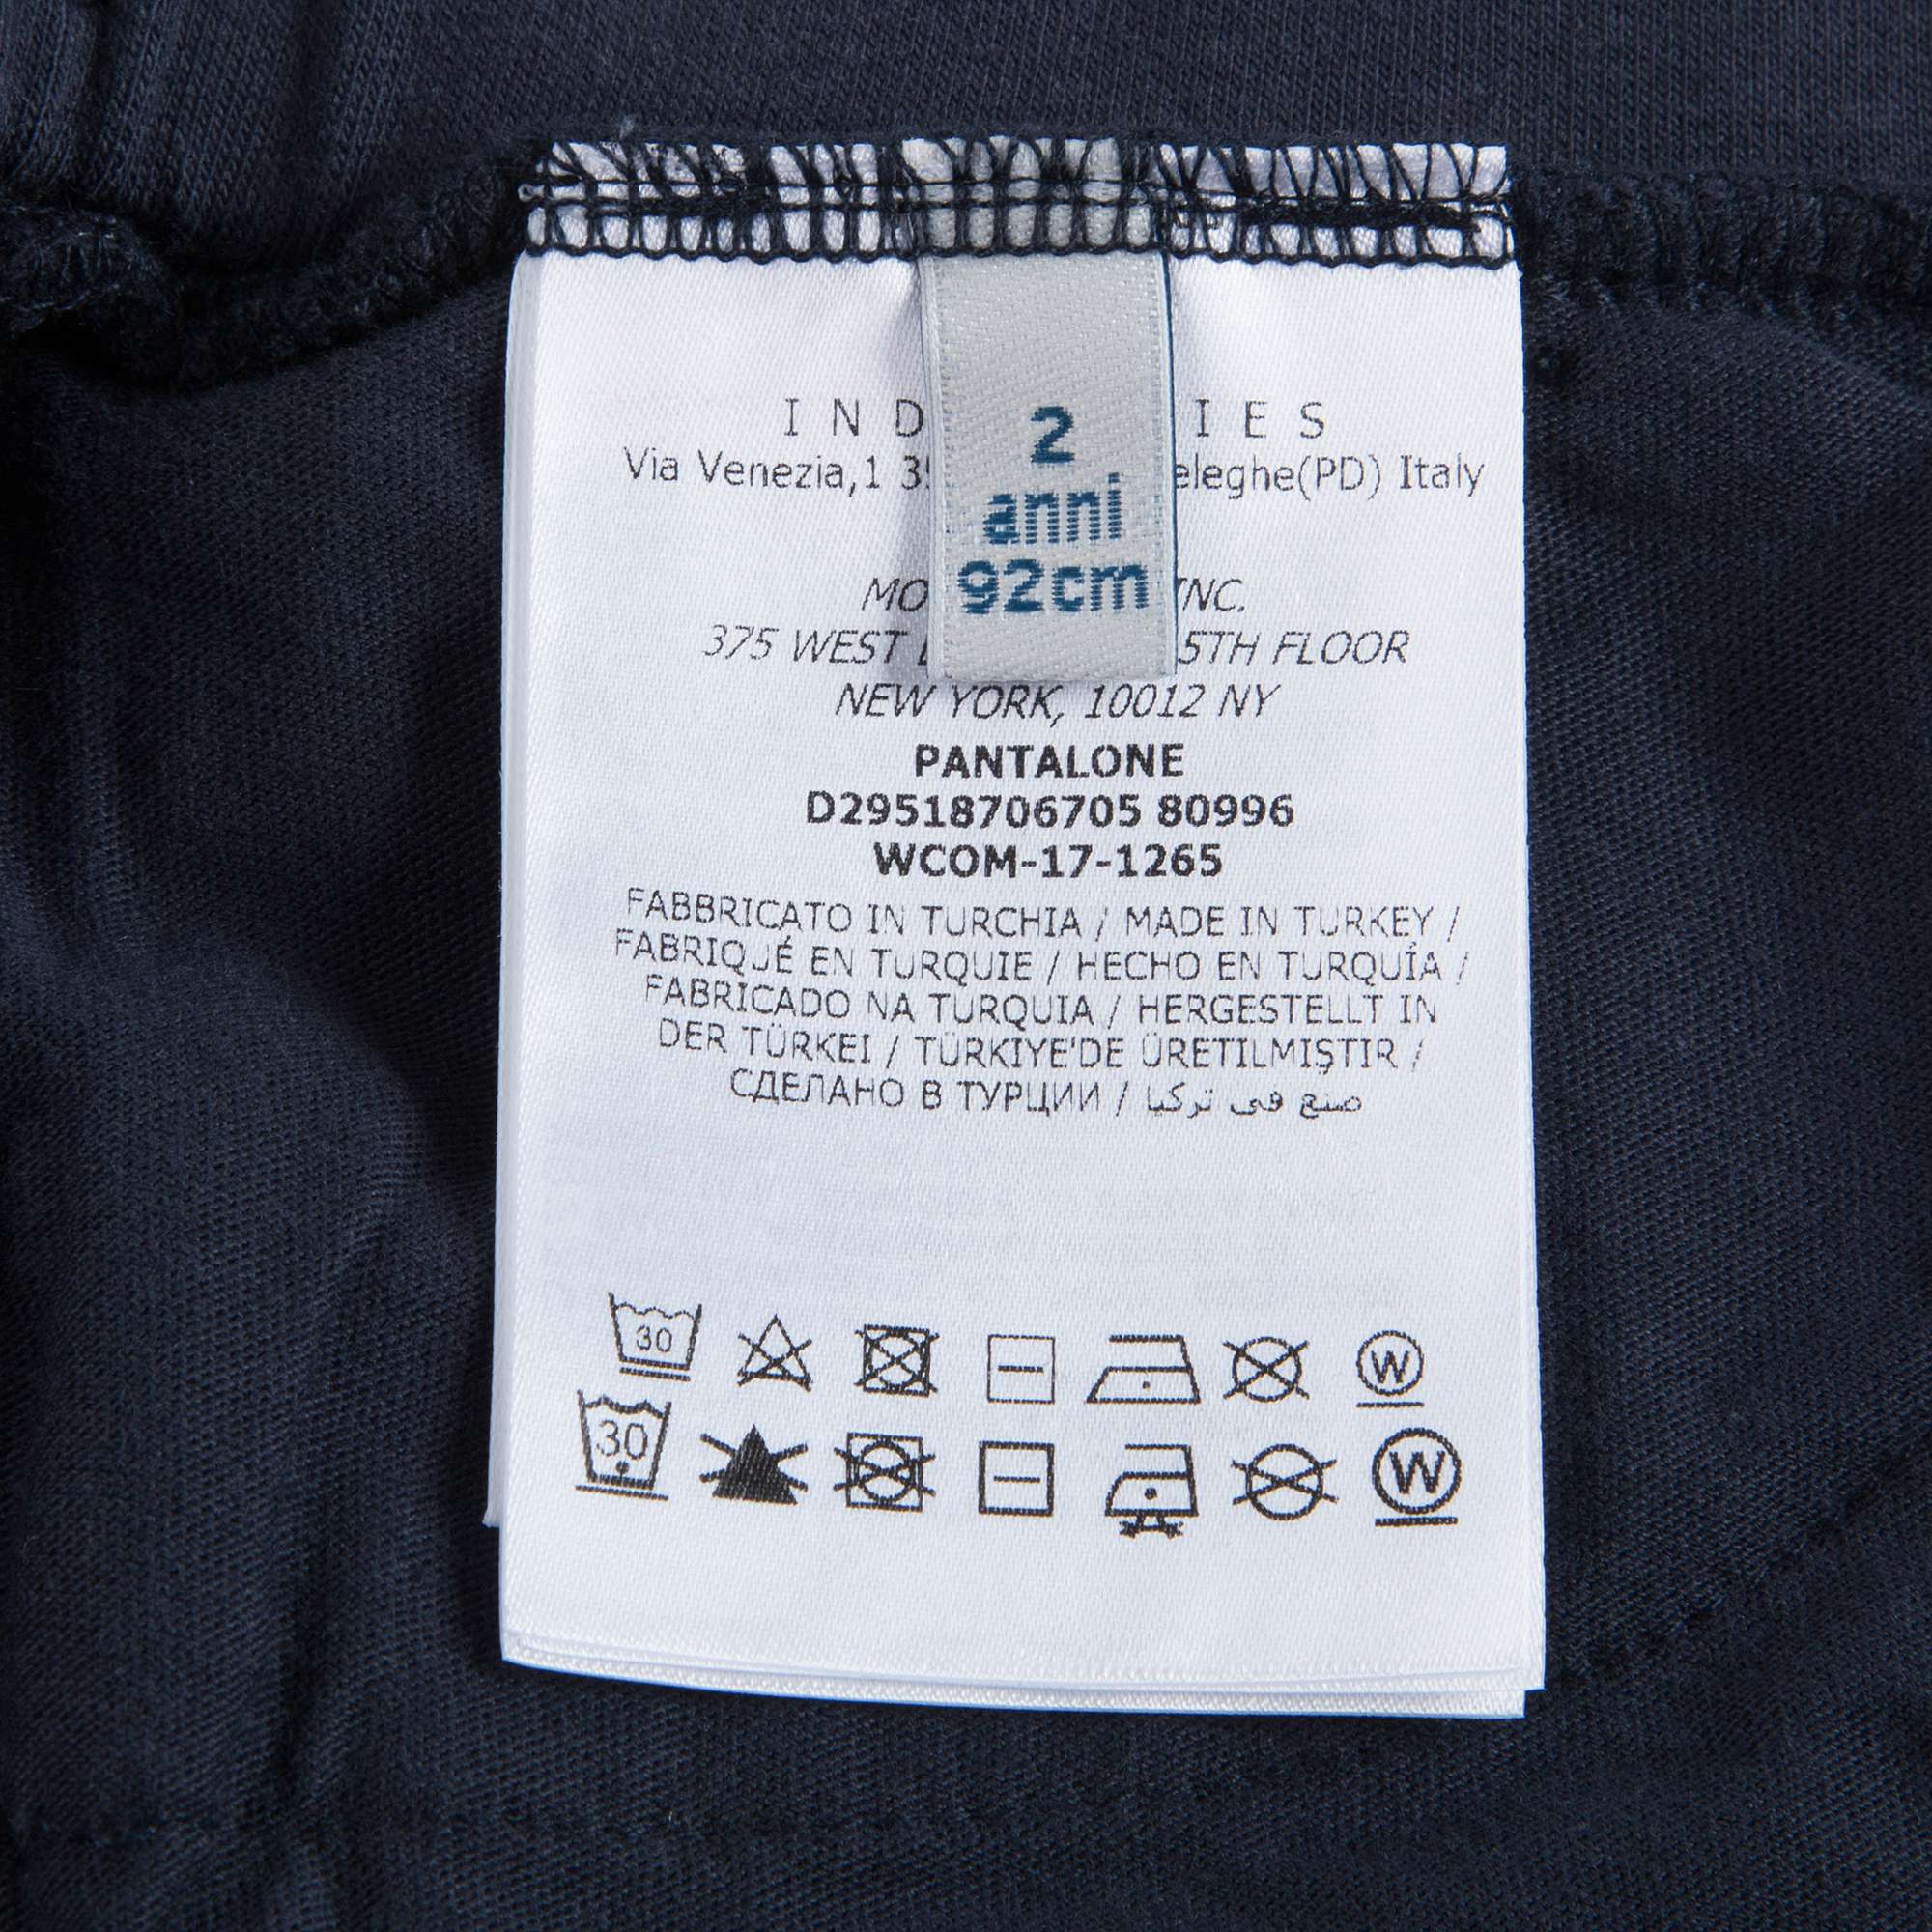 2
anni
92cm
IND IES
Via Venezia,1 eleghe(PD) Italy
INC.
375 WEST 5TH FLOOR
NEW YORK, 10012 NY
PANTALONE
D29518706705 80996
WCOM-17-1265
FABBRICATO IN TURCHIA / MADE IN TURKEY /
FABRIQUÉ EN TURQUIE / HECHO EN TURQUÍA /
FABRICADO NA TURQUIA / HERGESTELLT IN
DER TÜRKEI / TÜRKIYE'DE ÜRETILMIŞTIR /
СДЕЛАНО В ТУРЦИИ / صنع في تركيا
30 W
30 W